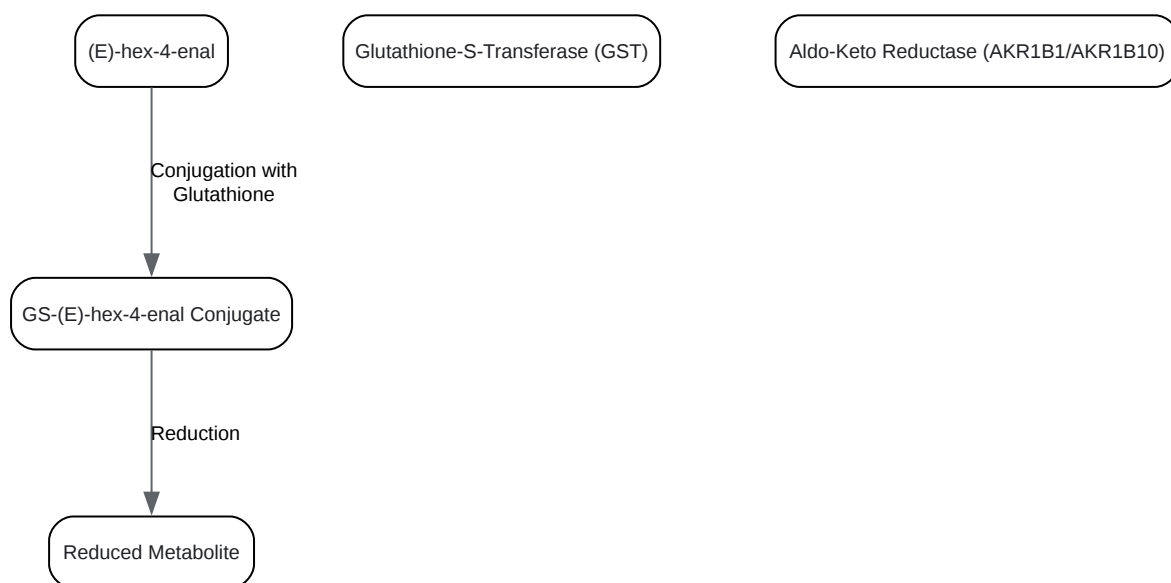 (E)-hex-4-enal
Glutathione-S-Transferase (GST)
Aldo-Keto Reductase (AKR1B1/AKR1B10)
Conjugation with
Glutathione
GS-(E)-hex-4-enal Conjugate
Reduction
Reduced Metabolite